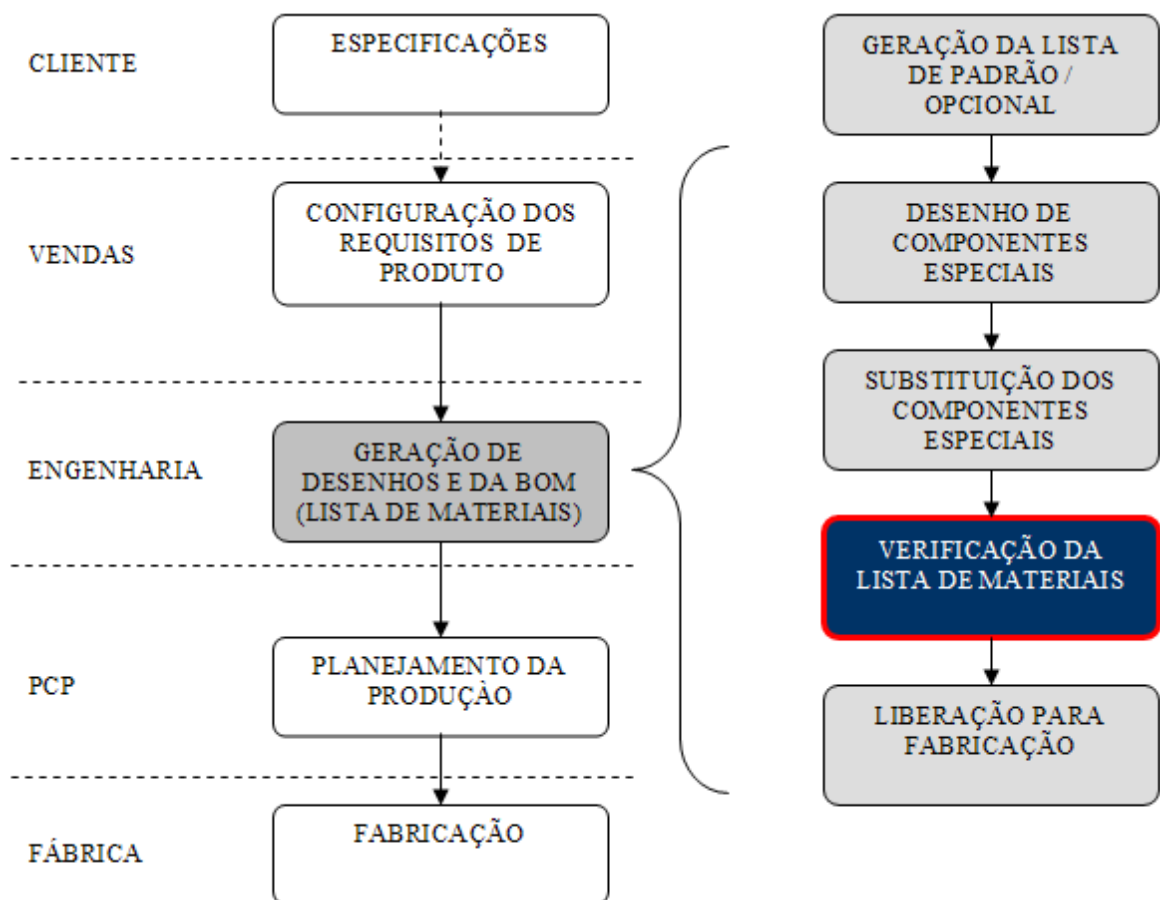 CLIENTE
ESPECIFICAÇÕES
VENDAS
CONFIGURAÇÃO DOS
REQUISITOS DE
PRODUTO
ENGENHARIA
GERAÇÃO DE
DESENHOS E DA BOM
(LISTA DE MATERIAIS)
PCP
PLANEJAMENTO DA
PRODUÇÀO
FÁBRICA
FABRICAÇÃO
GERAÇÃO DA LISTA
DE PADRÃO /
OPCIONAL
DESENHO DE
COMPONENTES
ESPECIAIS
SUBSTITUIÇÃO DOS
COMPONENTES
ESPECIAIS
VERIFICAÇÃO DA
LISTA DE MATERIAIS
LIBERAÇÃO PARA
FABRICAÇÃO